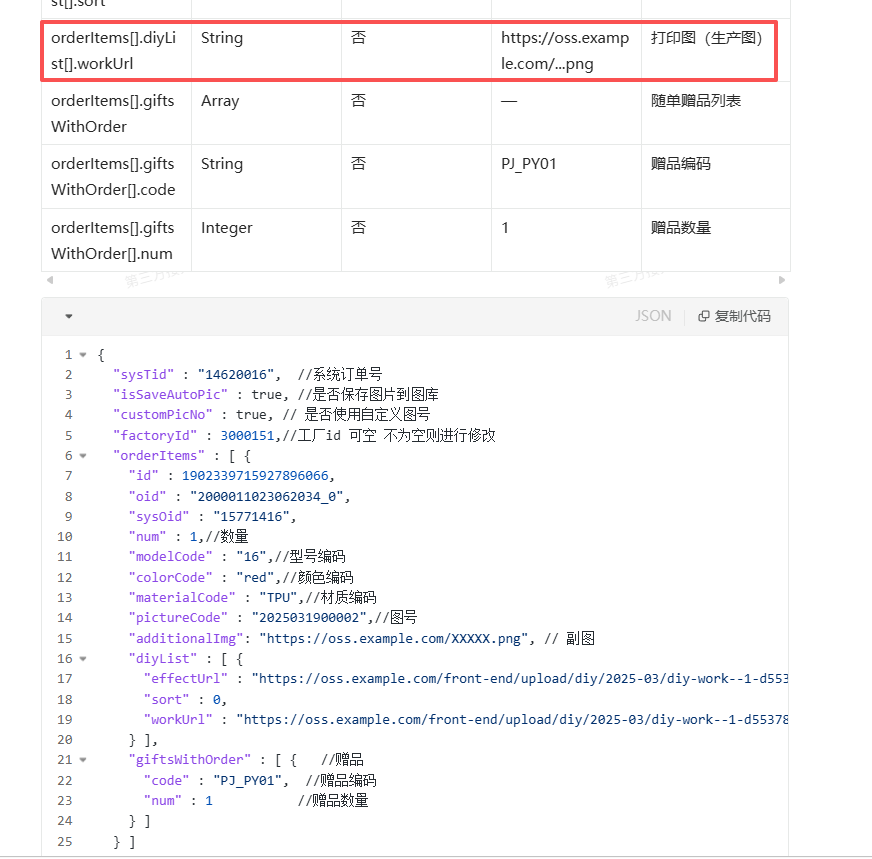 st[].sort
orderItems[].diyLi
st[].workUrl
String
否
https://oss.examp
le.com/...png
打印图（生产图）
orderItems[].gifts
WithOrder
Array
否
—
随单赠品列表
orderItems[].gifts
WithOrder[].code
String
否
PJ_PY01
赠品编码
orderItems[].gifts
WithOrder[].num
Integer
否
1
赠品数量
JSON
复制代码
1 {
2 "sysTid" : "14620016", //系统订单号
3 "isSaveAutoPic" : true, //是否保存图片到图库
4 "customPicNo" : true, // 是否使用自定义图号
5 "factoryId" : 3000151,//工厂id 可空 不为空则进行修改
6 "orderItems" : [ {
7 "id" : 1902339715927896066,
8 "oid" : "2000011023062034_0",
9 "sysOid" : "15771416",
10 "num" : 1,//数量
11 "modelCode" : "16",//型号编码
12 "colorCode" : "red",//颜色编码
13 "materialCode" : "TPU",//材质编码
14 "pictureCode" : "2025031900002",//图号
15 "additionalImg": "https://oss.example.com/XXXXX.png", // 副图
16 "diyList" : [ {
17 "effectUrl" : "https://oss.example.com/front-end/upload/diy/2025-03/diy-work--1-d553
18 "sort" : 0,
19 "workUrl" : "https://oss.example.com/front-end/upload/diy/2025-03/diy-work--1-d55378
20 } ],
21 "giftsWithOrder" : [ { //赠品
22 "code" : "PJ_PY01", //赠品编码
23 "num" : 1 //赠品数量
24 } ]
25 } ]